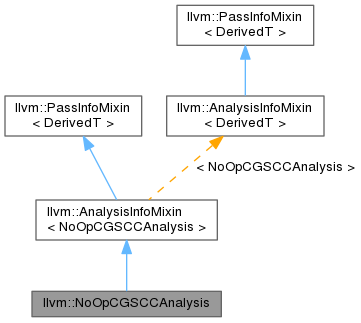 llvm::PassInfoMixin
< DerivedT >
llvm::PassInfoMixin
< DerivedT >
llvm::AnalysisInfoMixin
< DerivedT >
< NoOpCGSCCAnalysis >
llvm::AnalysisInfoMixin
< NoOpCGSCCAnalysis >
llvm::NoOpCGSCCAnalysis